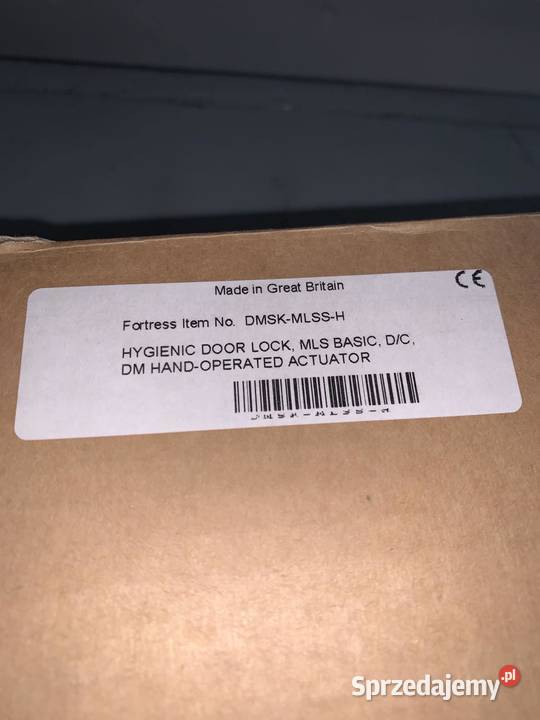 Made in Great Britain
CE
Fortress Item No. DMSK-MLSS-H
HYGIENIC DOOR LOCK, MLS BASIC, D/C,
DM HAND-OPERATED ACTUATOR
Sprzedajemy.pl